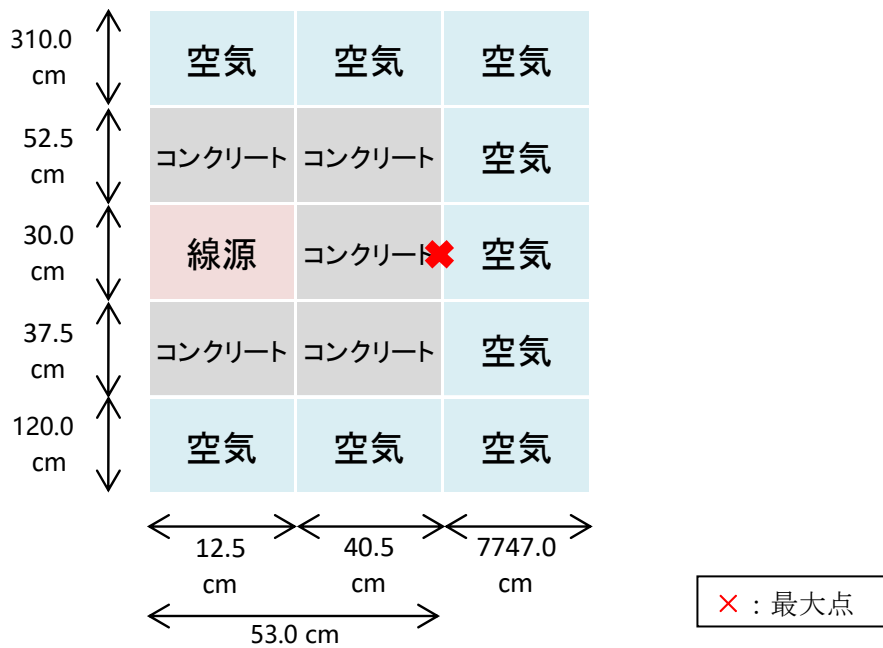 310.0
cm
空気 空気 空気
52.5
cm
コンクリート コンクリート 空気
30.0
cm
線源 コンクリート 空気
37.5
cm
コンクリート コンクリート 空気
120.0
cm
空気 空気 空気
12.5
cm
40.5
cm
7747.0
cm
53.0 cm
×：最大点